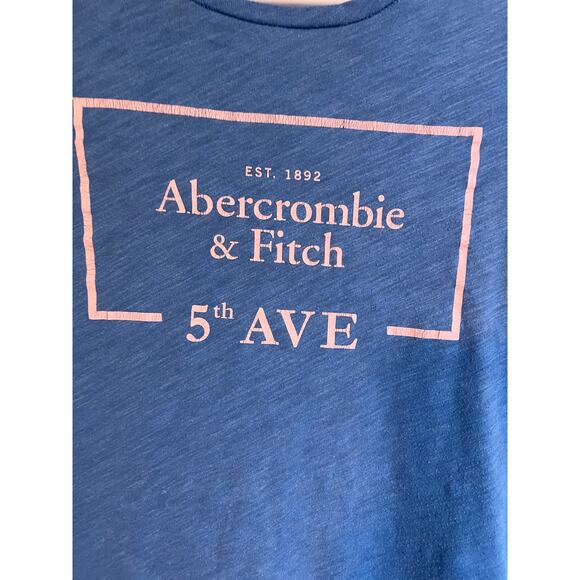 EST. 1892
Abercrombie
& Fitch
5th AVE